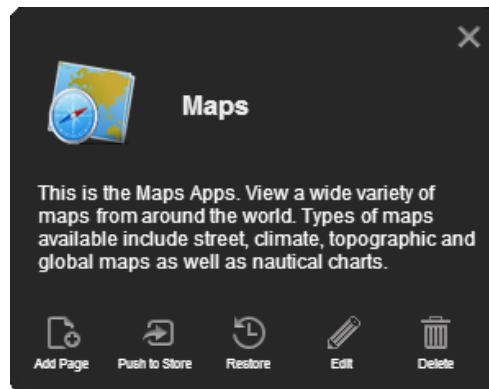 Maps
This is the Maps Apps. View a wide variety of
maps from around the world. Types of maps
available include street, climate, topographic and
global maps as well as nautical charts.
Add Page Push to Store Restore Edit Delete